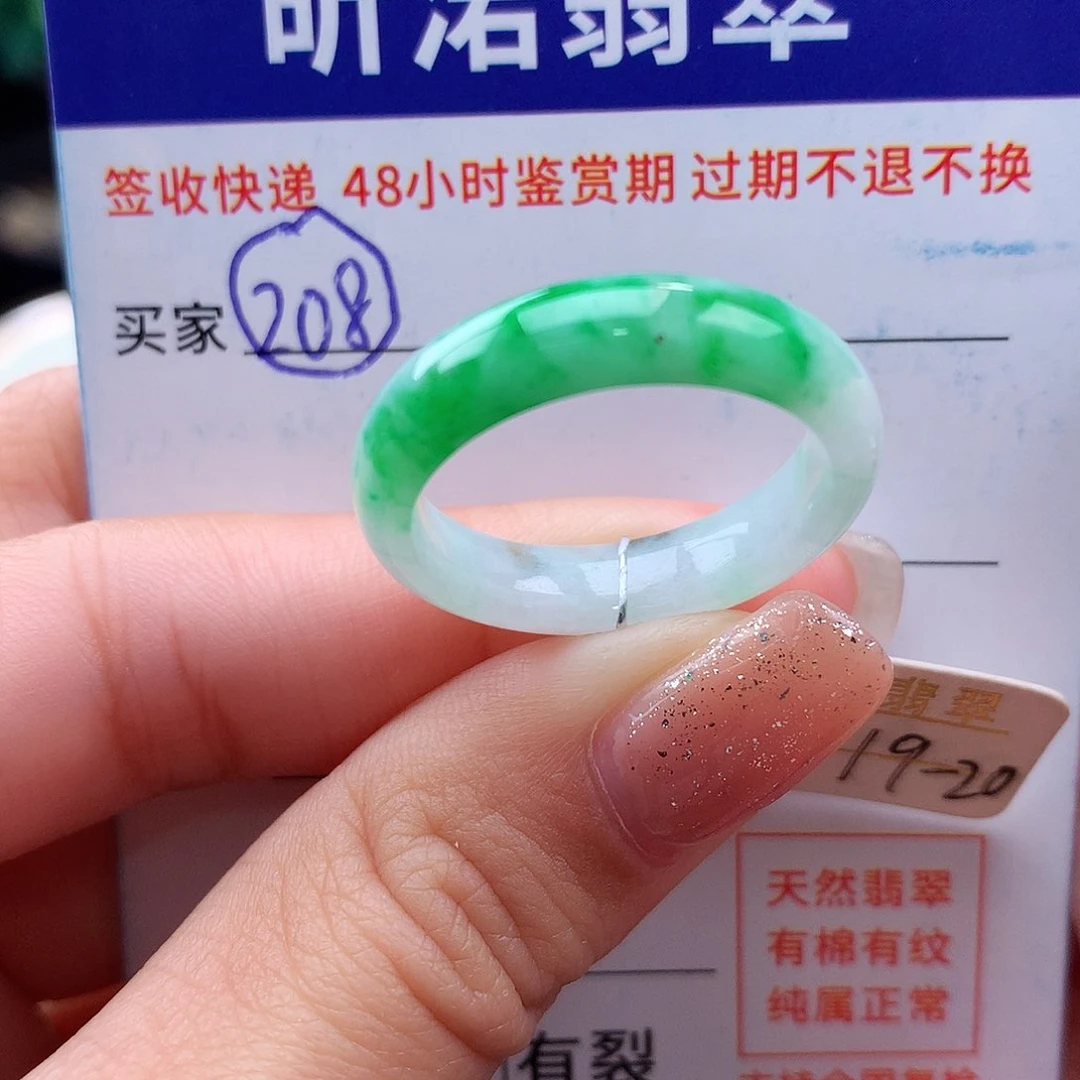 昕渃翡翠
签收快递 48小时鉴赏期 过期不退不换
买家 208
翡翠
19-20
天然翡翠
有棉有纹
纯属正常
有裂